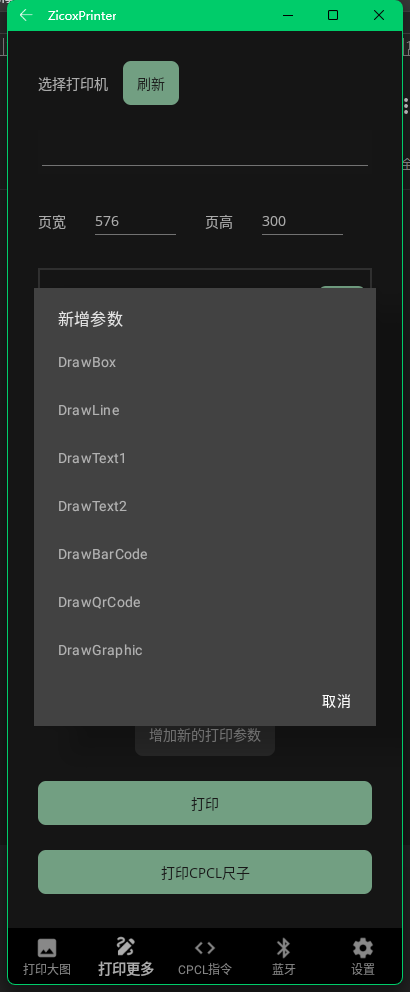 ZicoxPrinter
选择打印机 刷新
页宽 576 页高 300
新增参数
DrawBox
DrawLine
DrawText1
DrawText2
DrawBarCode
DrawQrCode
DrawGraphic
取消
增加新的打印参数
打印
打印CPCL尺子
打印大图 打印更多 CPCL指令 蓝牙 设置